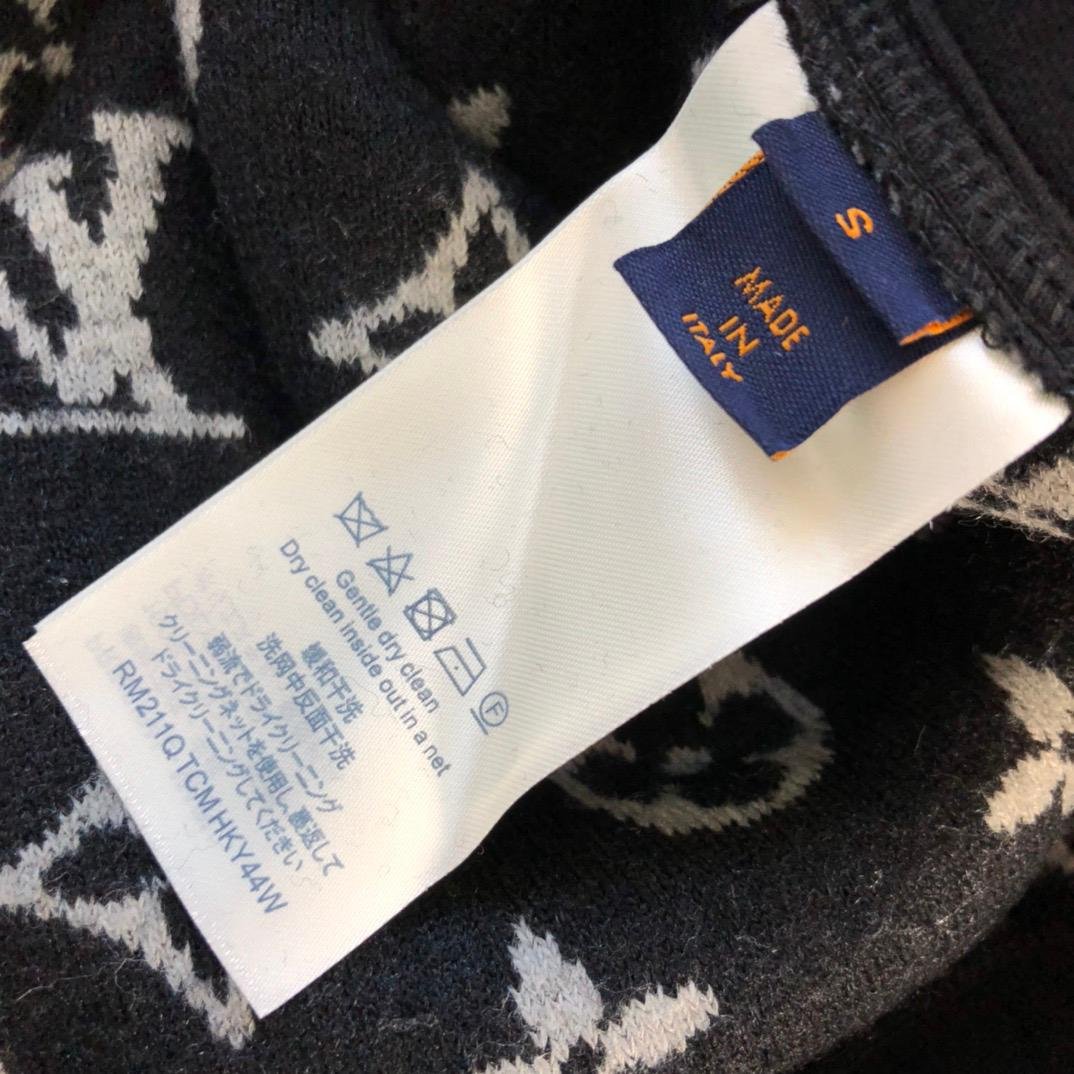 S
MADE
IN
ITALY
F
Gentle dry clean
Dry clean inside out in a net
缓和干洗
洗网中反面干洗
弱流でドライクリーニング
クリーニングネットを使用し、裏返して
ドライクリーニングしてください
RM211Q TCM HKY44W